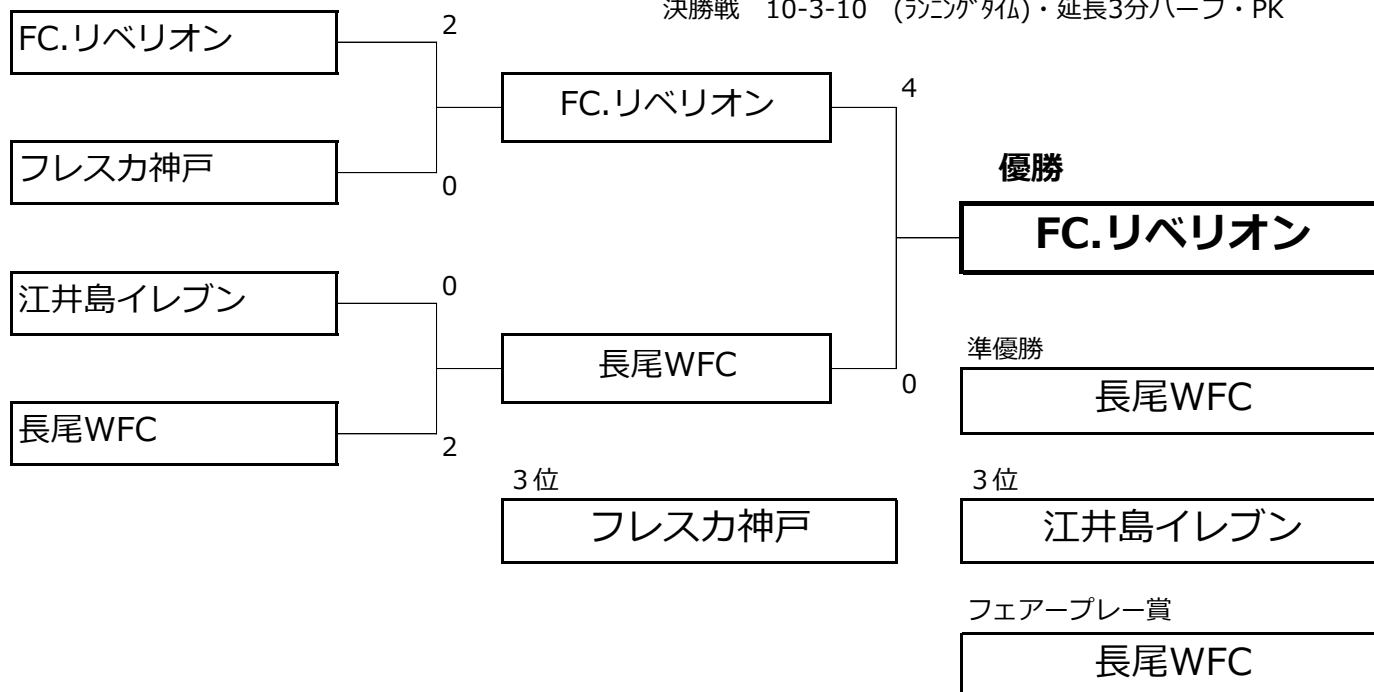 決勝戦　10-3-10　(ﾗﾝﾆﾝｸﾞﾀｲﾑ)・延長3分ハーフ・PK
FC.リベリオン
2
FC.リベリオン
4
フレスカ神戸
0
優勝
FC.リベリオン
江井島イレブン
0
長尾WFC
0
準優勝
長尾WFC
長尾WFC
2
３位
フレスカ神戸
３位
江井島イレブン
フェアープレー賞
長尾WFC